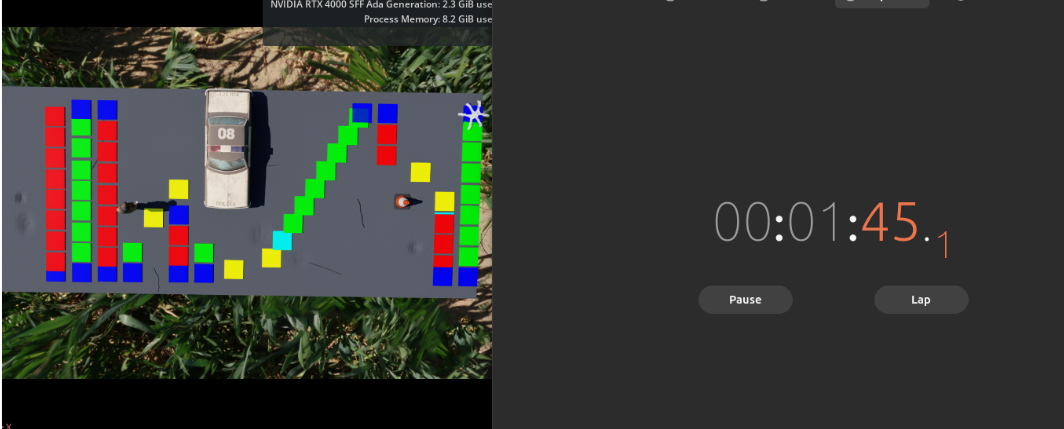 NVIDIA RTX 4000 SFF Ada Generation: 2.3 GiB use
Process Memory: 8.2 GiB use
08
00:01:45.1
Pause
Lap
X